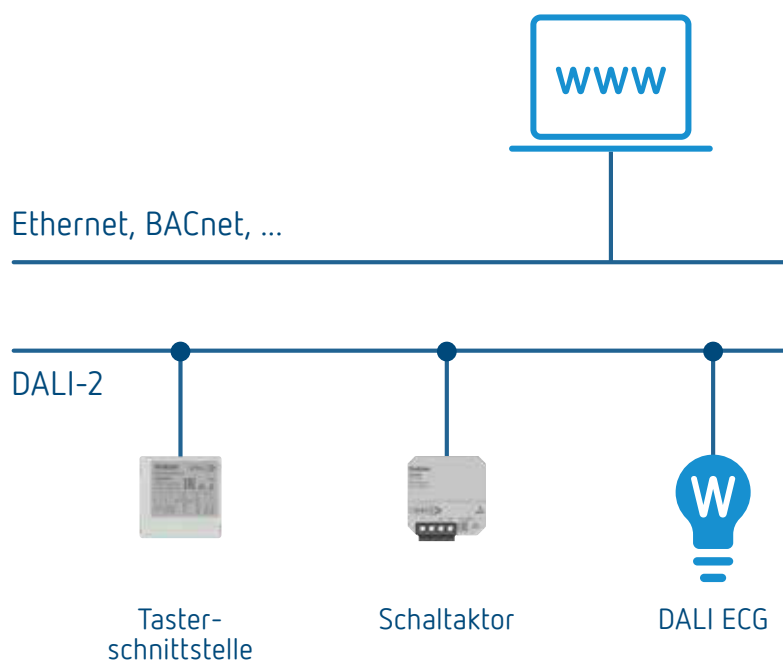 WWW
Ethernet, BACnet, ...
DALI-2
W
Taster-
schnittstelle
Schaltaktor
DALI ECG